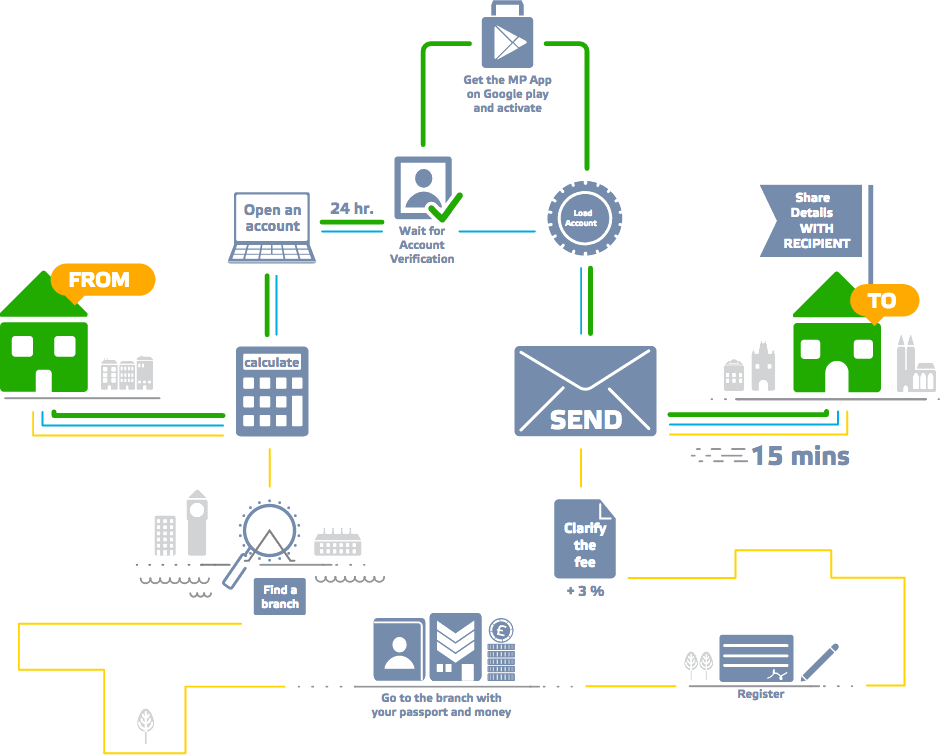 Get the MP App
on Google play
and activate
Open an
account
24 hr.
Wait for
Account
Verification
Load
Account
Share
Details
WITH
RECIPIENT
FROM
TO
calculate
SEND
15 mins
Clarify
the
fee
+ 3 %
Find a
branch
£
Go to the branch with
your passport and money
Register